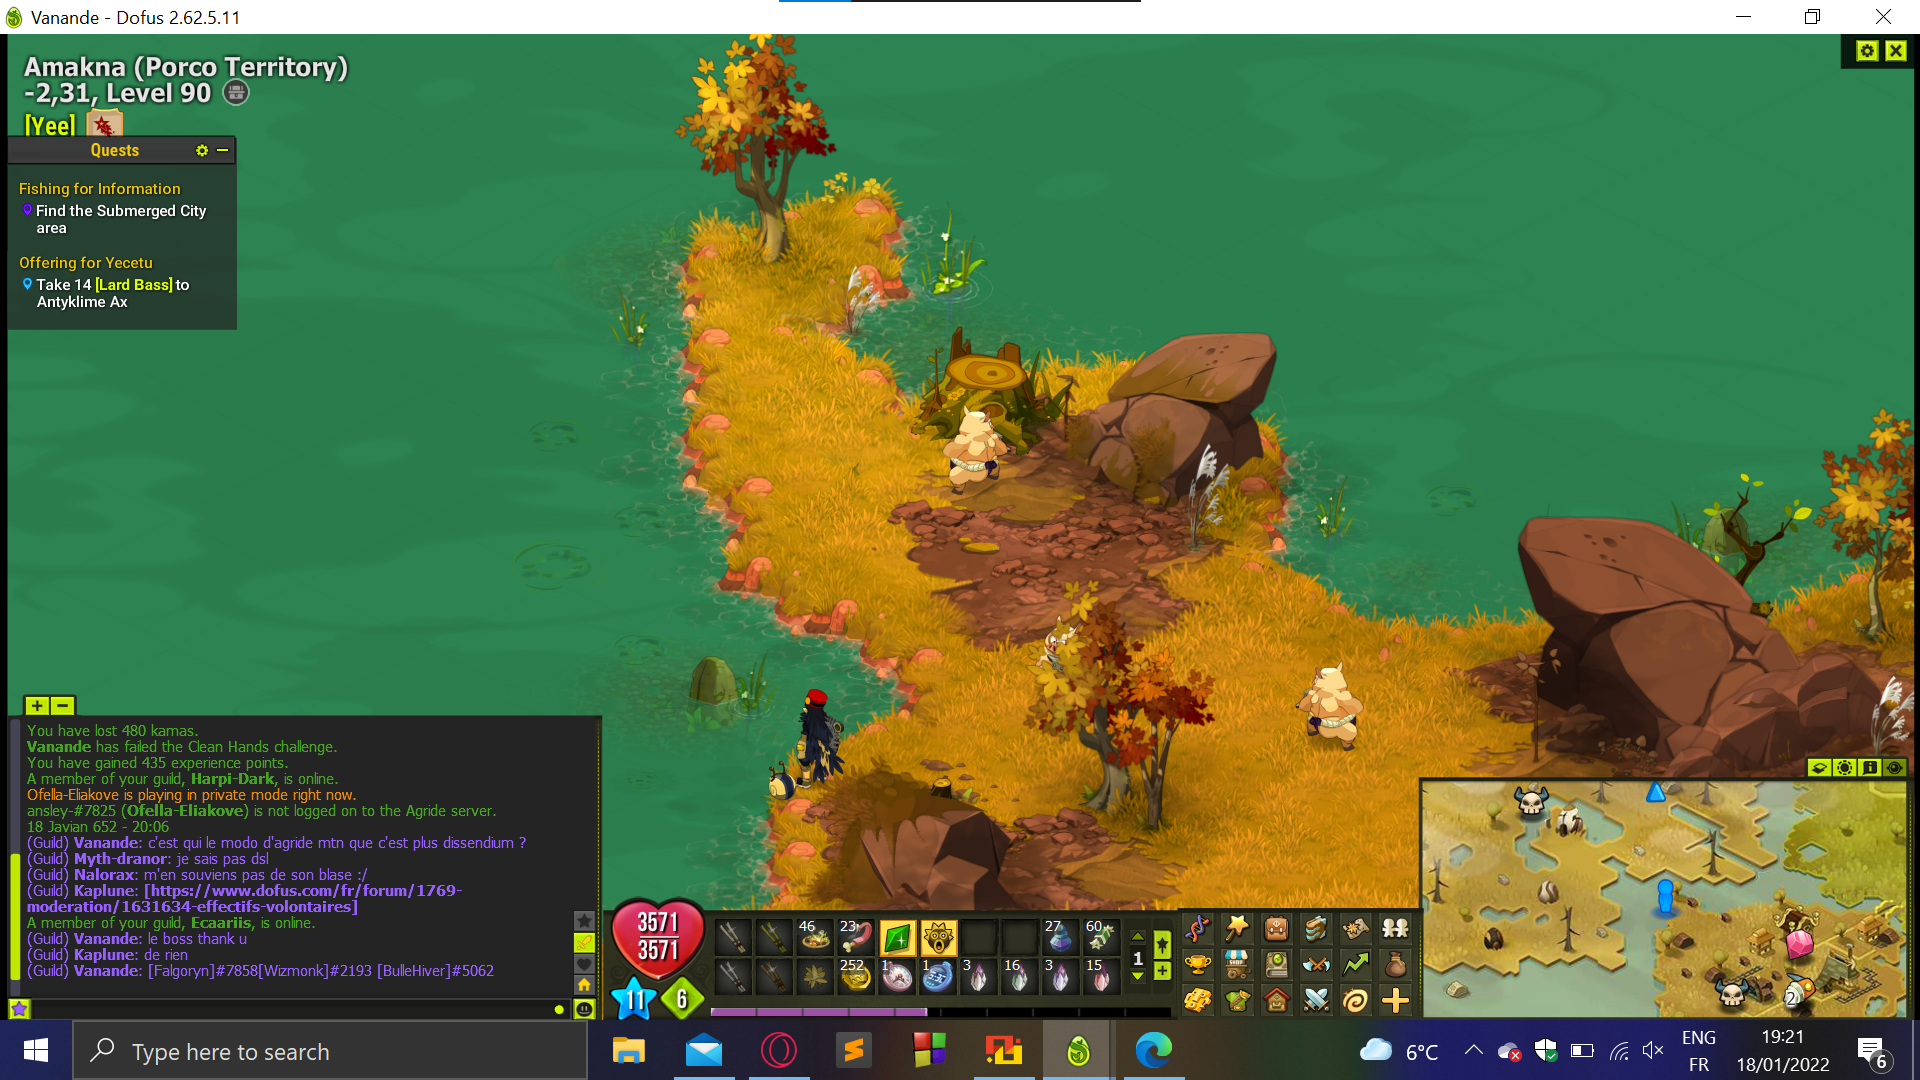 Vanande - Dofus 2.62.5.11
Amakna (Porco Territory)
-2,31, Level 90
[Yee]
Quests
Fishing for Information
Find the Submerged City
area
Offering for Yecetu
Take 14 [Lard Bass] to
Antyklime Ax
You have lost 480 kamas.
Vanande has failed the Clean Hands challenge.
You have gained 435 experience points.
A member of your guild, Harpi-Dark, is online.
Ofella-Eliakove is playing in private mode right now.
ansley-#7825 (Ofella-Eliakove) is not logged on to the Agride server.
18 Javian 652 - 20:06
(Guild) Vanande: c'est qui le modo d'agride mtn que c'est plus dissendium ?
(Guild) Myth-dranor: je sais pas dsl
(Guild) Nalorax: m'en souviens pas de son blase :/
(Guild) Kaplune: [https://www.dofus.com/fr/forum/1769-
moderation/1631634-effectifs-volontaires]
A member of your guild, Ecaariis, is online.
(Guild) Vanande: le boss thank u
(Guild) Kaplune: de rien
(Guild) Vanande: [Falgoryn]#7858[Wizmonk]#2193 [BulleHiver]#5062
3571
3571
11
6
46 23 27 60
252 1 1 3 16 3 15
1
SHOP
2
Type here to search
6°C
ENG
FR
19:21
18/01/2022
6